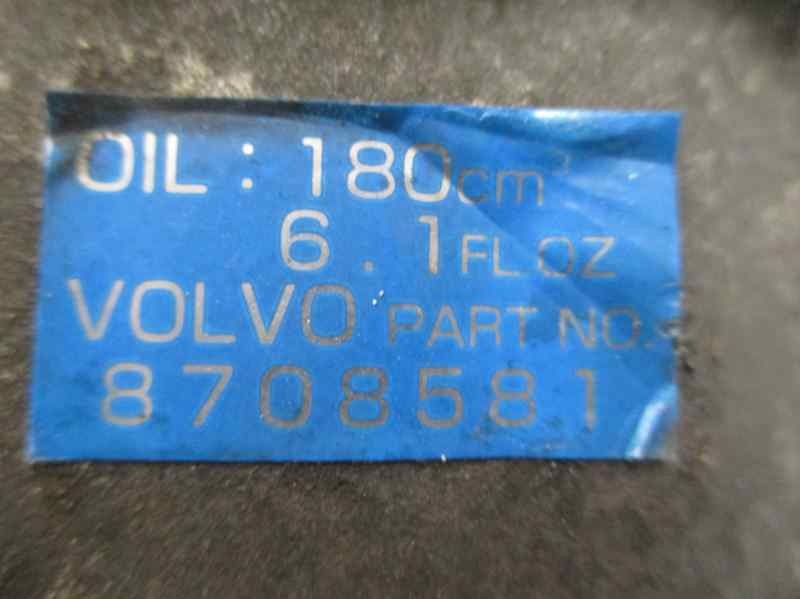 OIL : 180cm³
6.1FL.OZ
VOLVO PART NO.
8708581